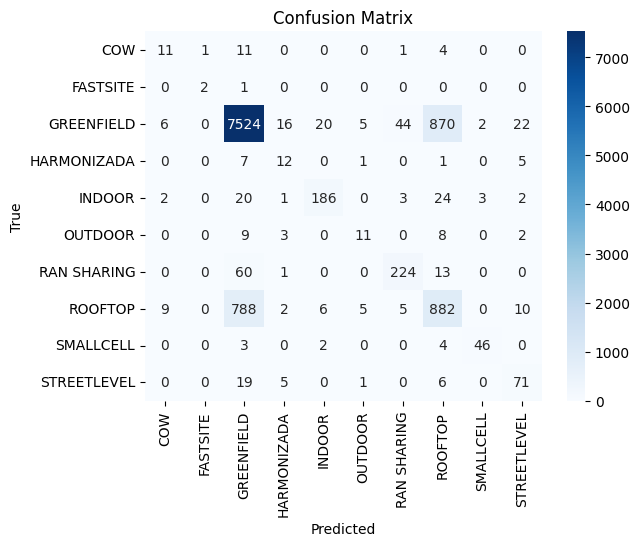 Confusion Matrix
COW 11 1 11 0 0 0 1 4 0 0
FASTSITE 0 2 1 0 0 0 0 0 0 0
GREENFIELD 6 0 7524 16 20 5 44 870 2 22
HARMONIZADA 0 0 7 12 0 1 0 1 0 5
INDOOR 2 0 20 1 186 0 3 24 3 2
OUTDOOR 0 0 9 3 0 11 0 8 0 2
RAN SHARING 0 0 60 1 0 0 224 13 0 0
ROOFTOP 9 0 788 2 6 5 5 882 0 10
SMALLCELL 0 0 3 0 2 0 0 4 46 0
STREETLEVEL 0 0 19 5 0 1 0 6 0 71
True
COW FASTSITE GREENFIELD HARMONIZADA INDOOR OUTDOOR RAN SHARING ROOFTOP SMALLCELL STREETLEVEL
Predicted
7000
6000
5000
4000
3000
2000
1000
0